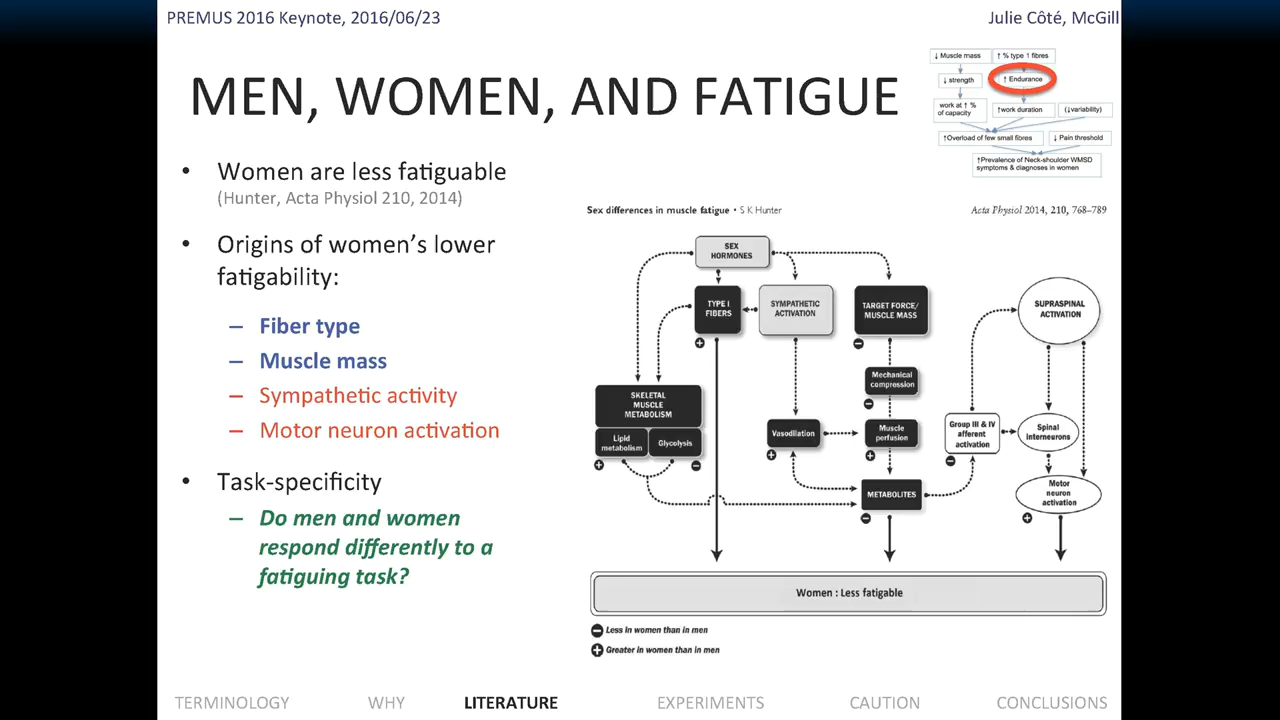 PREMUS 2016 Keynote, 2016/06/23
Julie Côté, McGill
MEN, WOMEN, AND FATIGUE
↓ Muscle mass
↑ % type 1 fibres
↓ strength
↑ Endurance
work at ↑ %
of capacity
↑work duration
(↓variability)
↑Overload of few small fibres
↓ Pain threshold
↑Prevalence of Neck-shoulder WMSD
symptoms & diagnoses in women
• Women are less fatiguable
(Hunter, Acta Physiol 210, 2014)
• Origins of women's lower
fatigability:
– Fiber type
– Muscle mass
– Sympathetic activity
– Motor neuron activation
• Task-specificity
– Do men and women
respond differently to a
fatiguing task?
Sex differences in muscle fatigue • S K Hunter
Acta Physiol 2014, 210, 768–789
SEX
HORMONES
TYPE I
FIBERS
SYMPATHETIC
ACTIVATION
TARGET FORCE/
MUSCLE MASS
SUPRASPINAL
ACTIVATION
SKELETAL
MUSCLE
METABOLISM
Lipid
metabolism
Glycolysis
Mechanical
compression
Vasodilation
Muscle
perfusion
Group III & IV
afferent
activation
Spinal
interneurons
METABOLITES
Motor
neuron
activation
Women : Less fatigable
Less in women than in men
Greater in women than in men
TERMINOLOGY WHY LITERATURE EXPERIMENTS CAUTION CONCLUSIONS